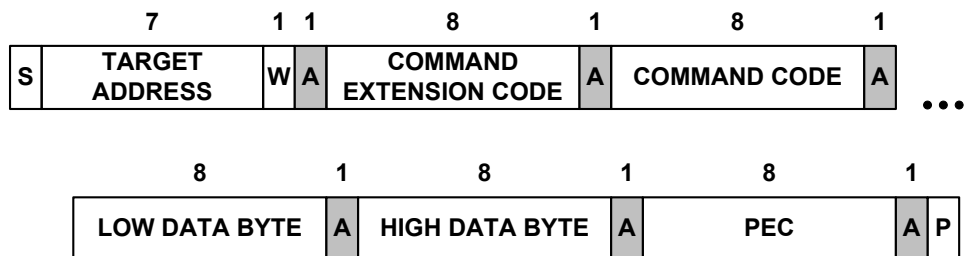 7 1 1 8 1 8 1
S TARGET ADDRESS W A COMMAND EXTENSION CODE A COMMAND CODE A ...
8 1 8 1 8 1
LOW DATA BYTE A HIGH DATA BYTE A PEC A P